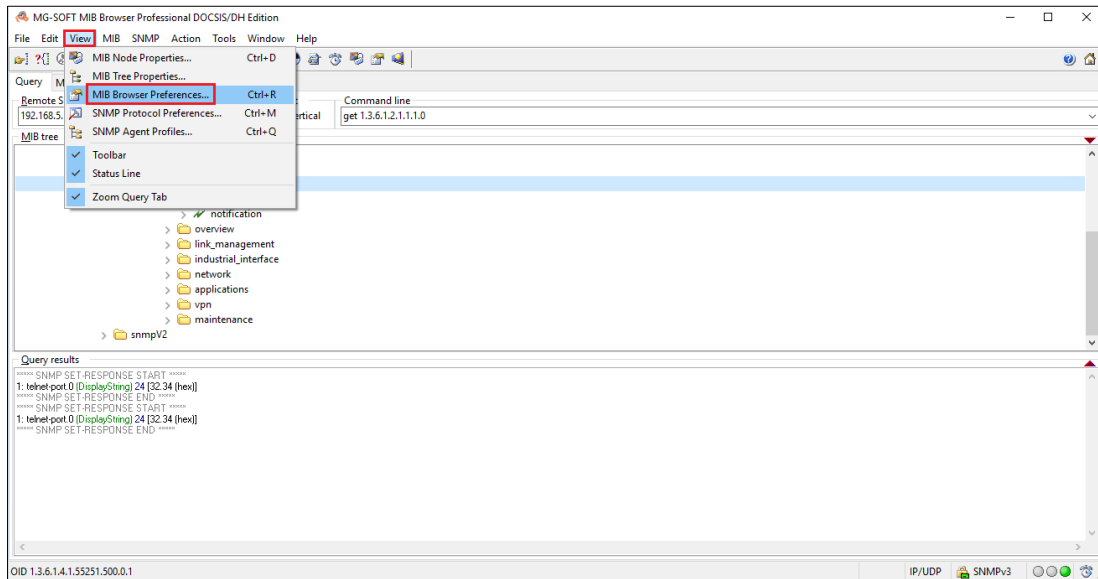 MG-SOFT MIB Browser Professional DOCSIS/DH Edition
File Edit View MIB SNMP Action Tools Window Help
MIB Node Properties... Ctrl+D
MIB Tree Properties...
MIB Browser Preferences... Ctrl+R
SNMP Protocol Preferences... Ctrl+M
SNMP Agent Profiles... Ctrl+Q
Toolbar
Status Line
Zoom Query Tab
Query M
Remote S Command line
192.168.5. ertical get 1.3.6.1.2.1.1.1.0
MIB tree
notification
overview
link_management
industrial_interface
network
applications
vpn
maintenance
snmpV2
Query results
***** SNMP SET-RESPONSE START *****
1: telnet-port.0 (DisplayString) 24 [32.34 (hex)]
***** SNMP SET-RESPONSE END *****
***** SNMP SET-RESPONSE START *****
1: telnet-port.0 (DisplayString) 24 [32.34 (hex)]
***** SNMP SET-RESPONSE END *****
OID 1.3.6.1.4.1.55251.500.0.1 IP/UDP SNMPv3